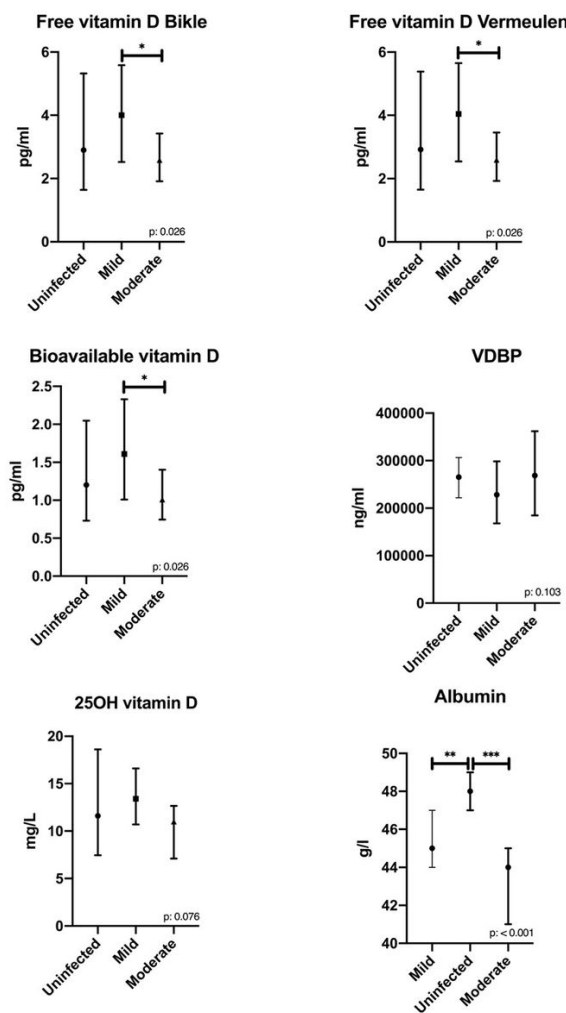 Free vitamin D Bikle
*
6
4
2
0
pg/ml
p: 0.026
Uninfected
Mild
Moderate
Free vitamin D Vermeulen
*
6
4
2
0
pg/ml
p: 0.026
Uninfected
Mild
Moderate
Bioavailable vitamin D
*
2.5
2.0
1.5
1.0
0.5
0.0
pg/ml
p: 0.026
Uninfected
Mild
Moderate
VDBP
400000
300000
200000
100000
0
ng/ml
p: 0.103
Uninfected
Mild
Moderate
25OH vitamin D
20
15
10
5
0
mg/L
p: 0.076
Uninfected
Mild
Moderate
Albumin
** ***
50
48
46
44
42
40
g/l
p: < 0.001
Mild
Uninfected
Moderate